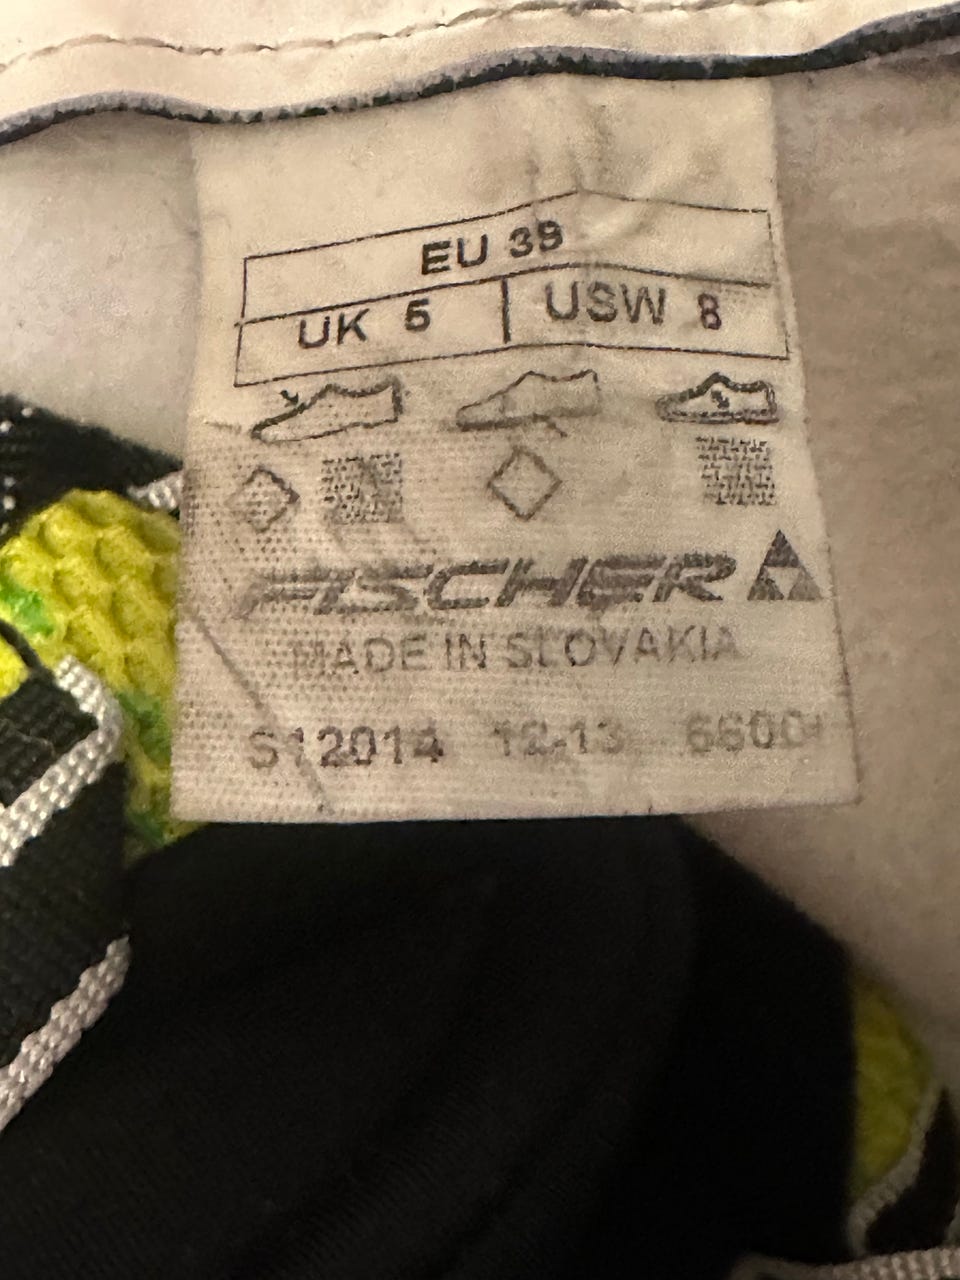 EU 39
UK 5 USW 8
FISCHER
MADE IN SLOVAKIA
S12014 12-13